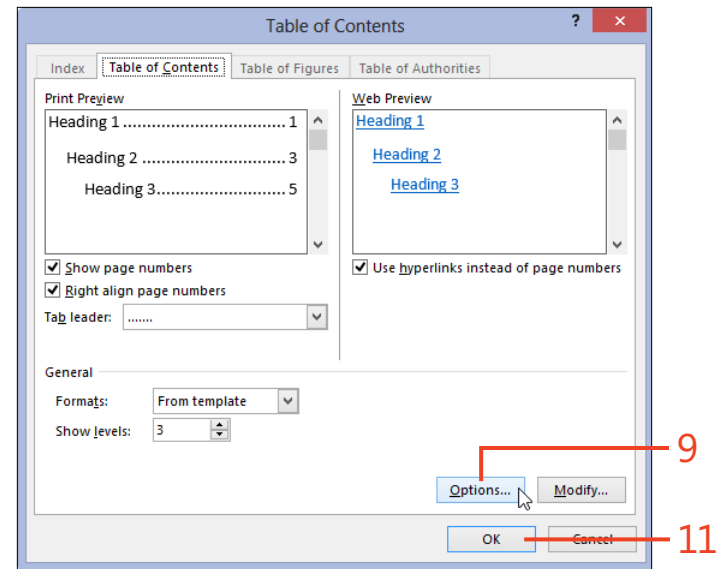 Table of Contents ?
Index Table of Contents Table of Figures Table of Authorities
Print Preview
Heading 1 .................................. 1
Heading 2 .............................. 3
Heading 3........................... 5
Web Preview
Heading 1
Heading 2
Heading 3
Show page numbers
Right align page numbers
Tab leader: .......
Use hyperlinks instead of page numbers
General
Formats: From template
Show levels: 3
9
Options... Modify...
OK Cancel
11